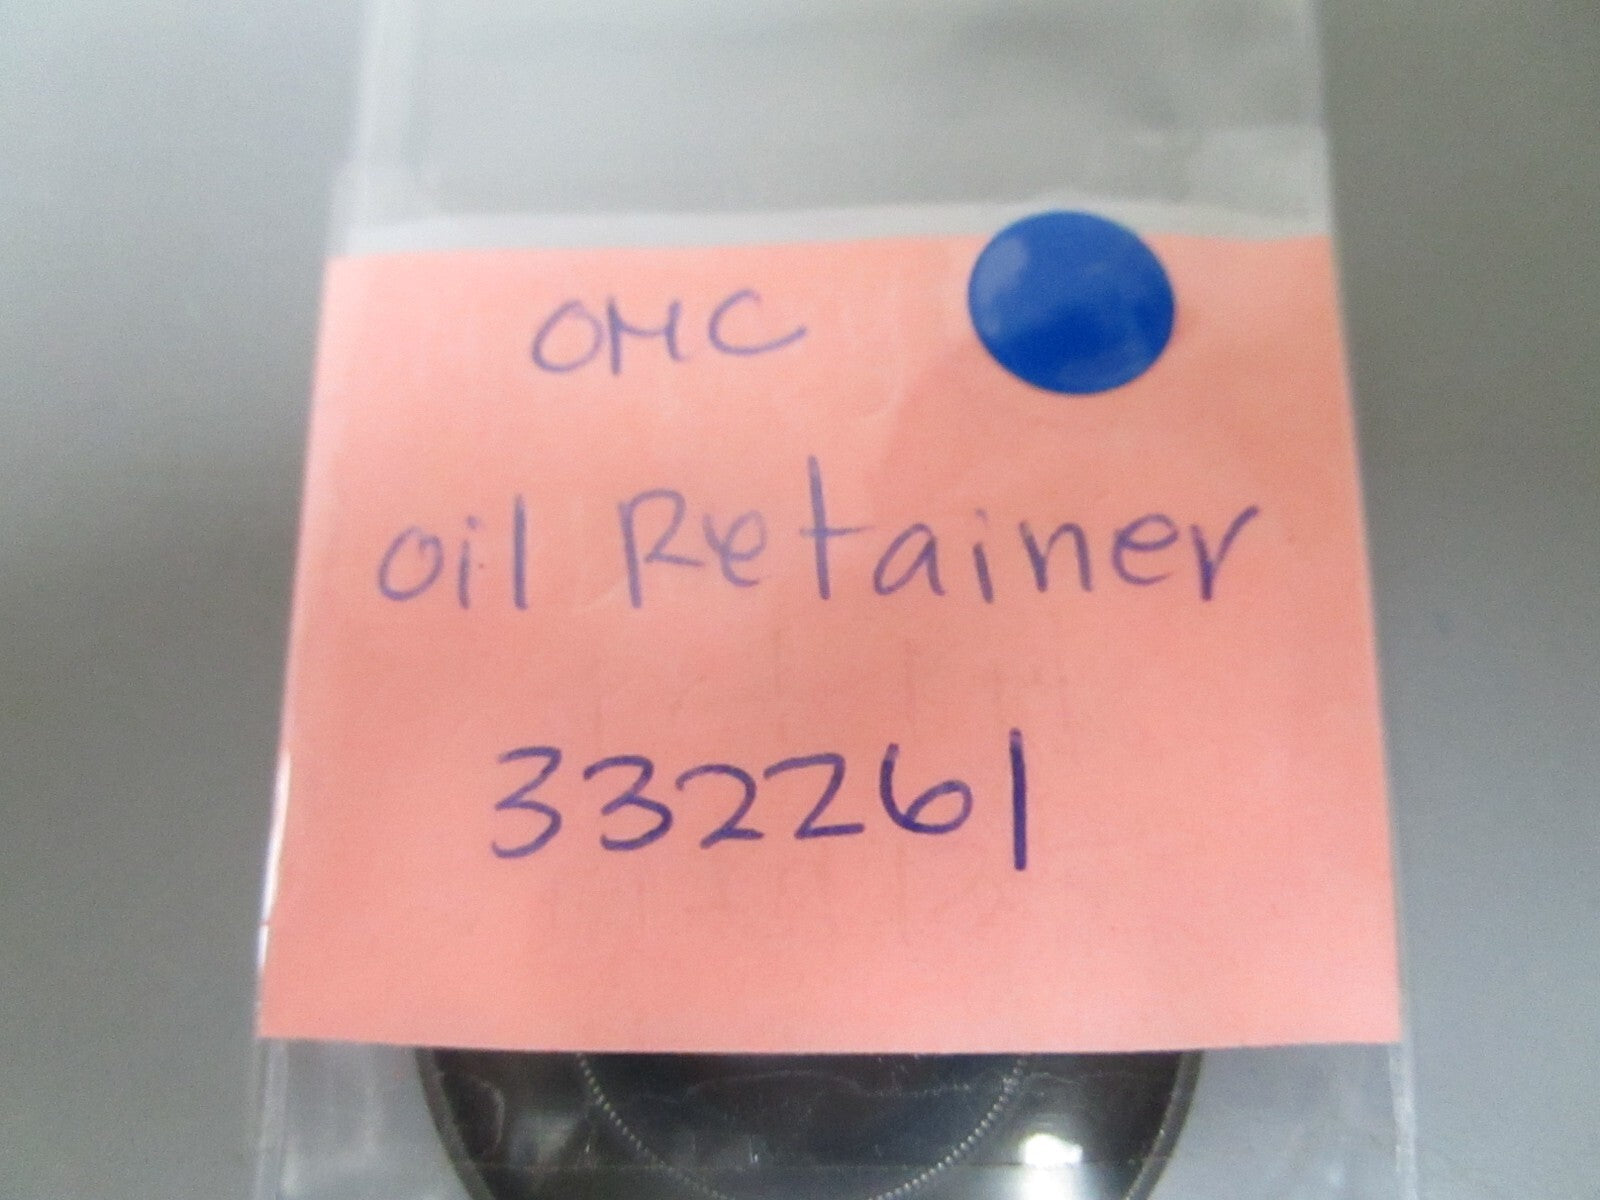 OMC
oil Retainer
332261